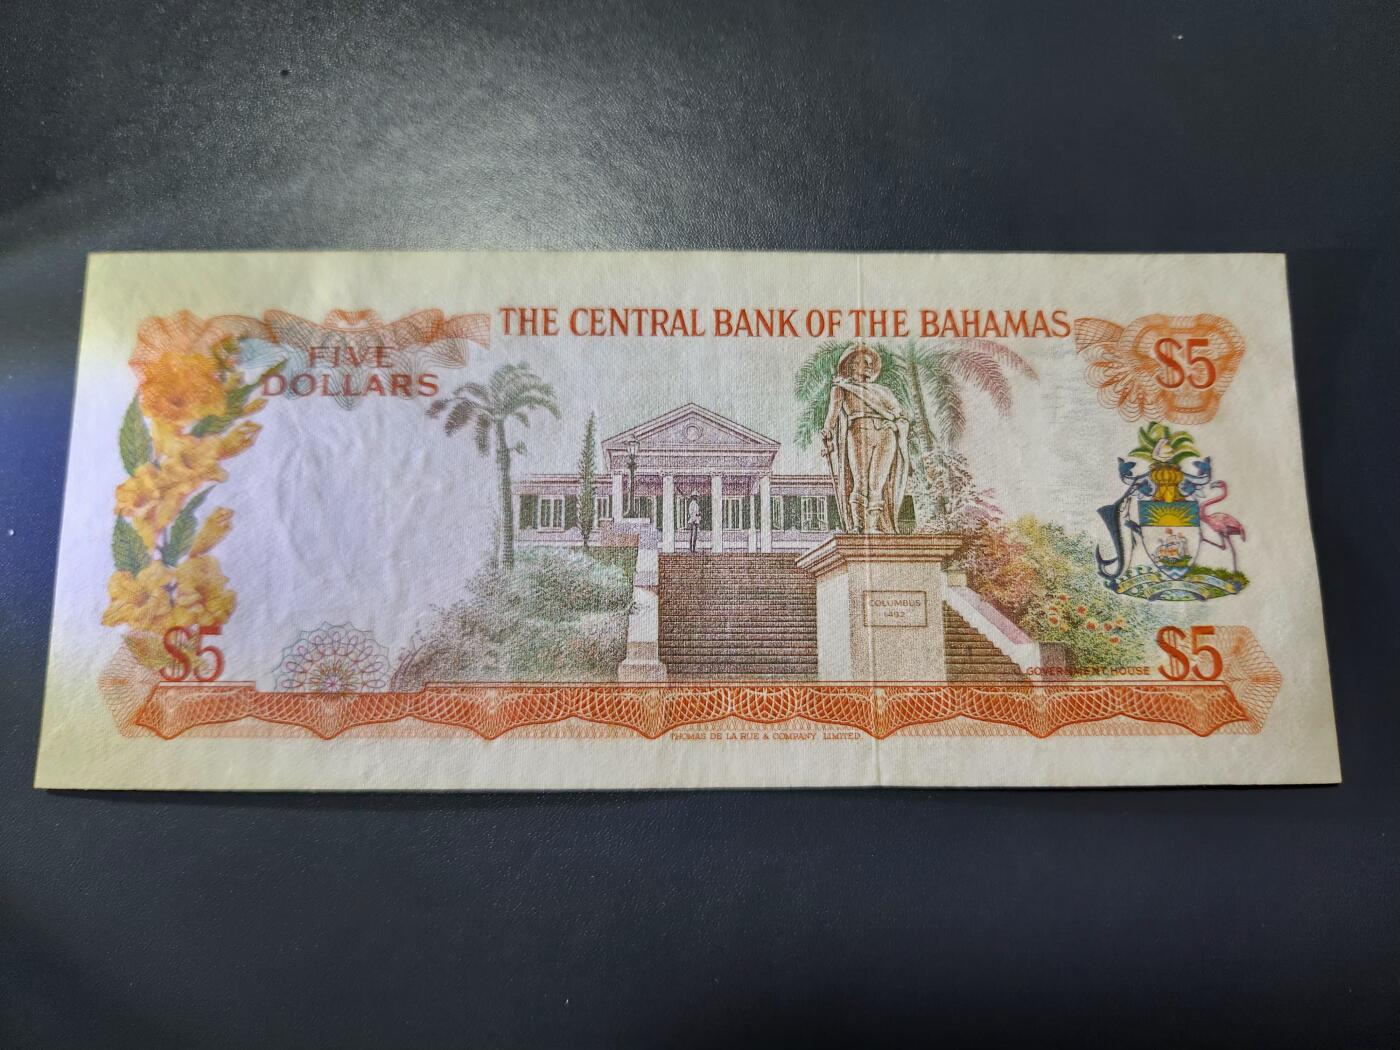 THE CENTRAL BANK OF THE BAHAMAS
FIVE
DOLLARS
$5
COLUMBUS
1492
$5
GOVERNMENT HOUSE
$5
THOMAS DE LA RUE & COMPANY, LIMITED.